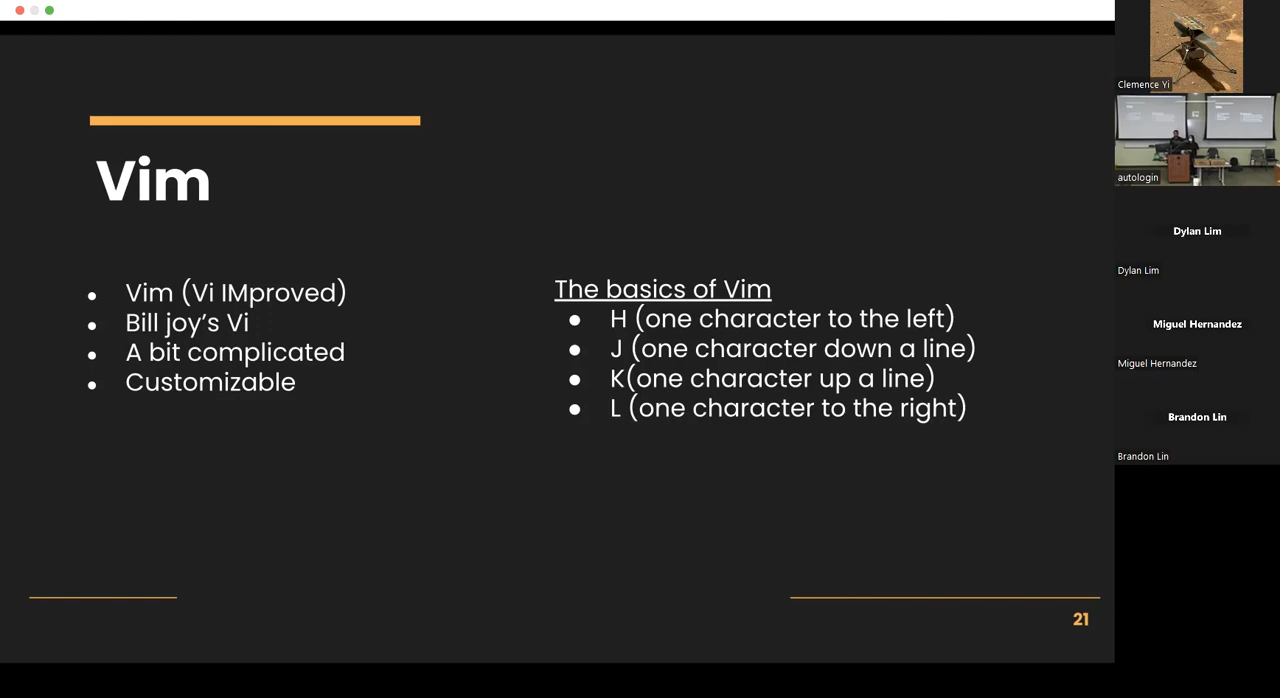 Vim
Vim (Vi IMproved)
Bill joy’s Vi
A bit complicated
Customizable
The basics of Vim
H (one character to the left)
J (one character down a line)
K(one character up a line)
L (one character to the right)
21
Clemence Yi
autologin
Dylan Lim
Dylan Lim
Miguel Hernandez
Miguel Hernandez
Brandon Lin
Brandon Lin